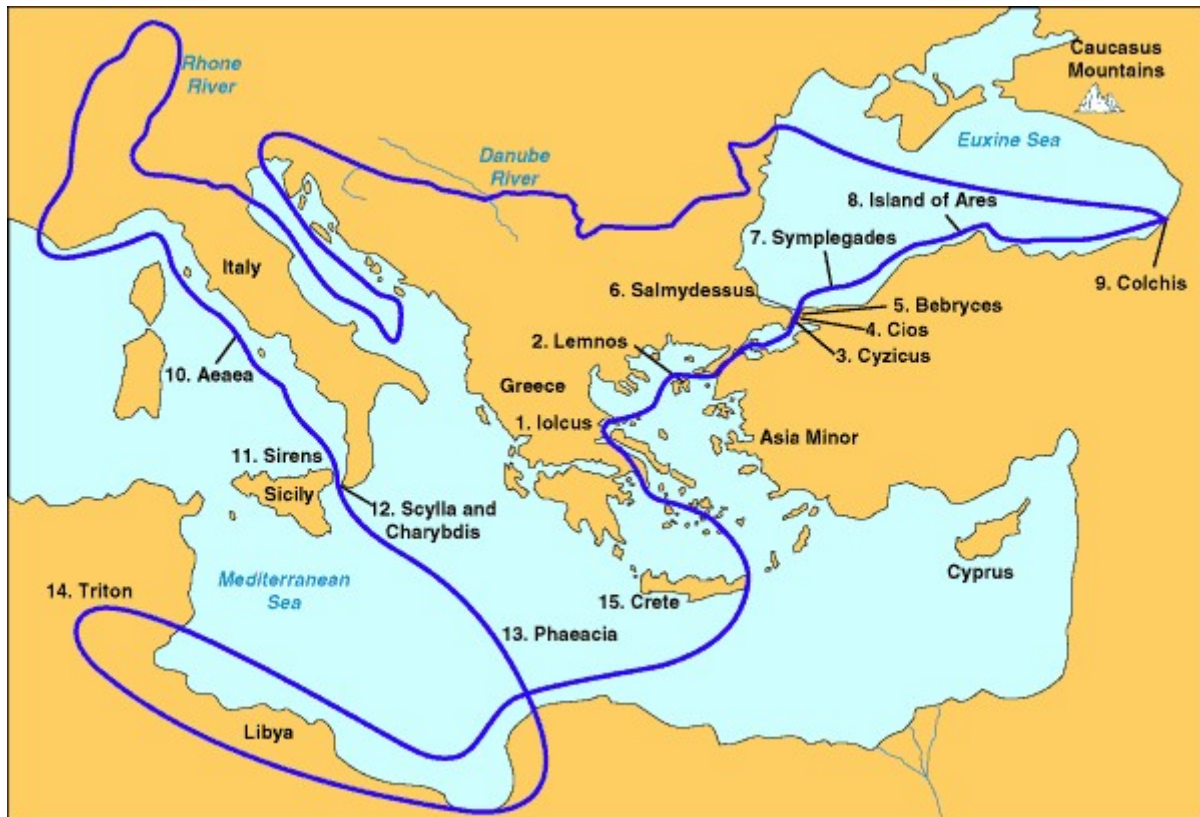 Rhone
River
Caucasus
Mountains
Euxine Sea
Danube
River
8. Island of Ares
7. Symplegades
Italy
6. Salmydessus
9. Colchis
5. Bebryces
4. Cios
2. Lemnos
3. Cyzicus
10. Aeaea
Greece
1. Iolcus
Asia Minor
11. Sirens
Sicily
12. Scylla and
Charybdis
Cyprus
Mediterranean
Sea
14. Triton
15. Crete
13. Phaeacia
Libya